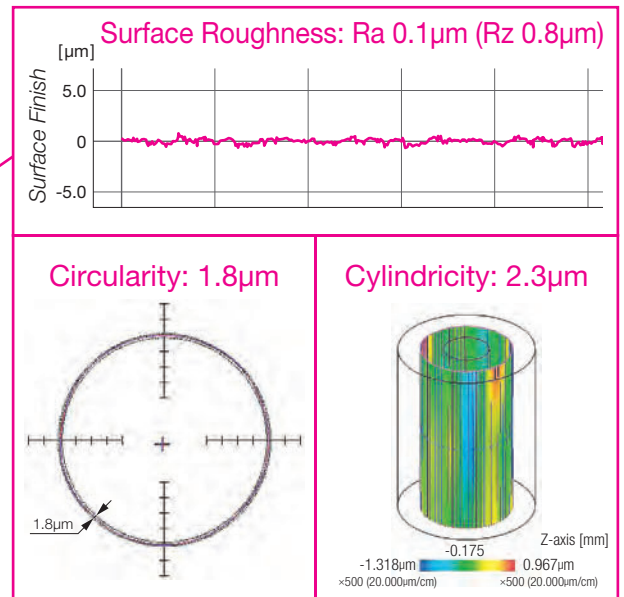 Surface Roughness: Ra 0.1µm (Rz 0.8µm)
[µm]
Surface Finish
5.0
0
-5.0
Circularity: 1.8µm
1.8µm
Cylindricity: 2.3µm
Z-axis [mm]
-0.175
-1.318µm 0.967µm
×500 (20.000µm/cm) ×500 (20.000µm/cm)